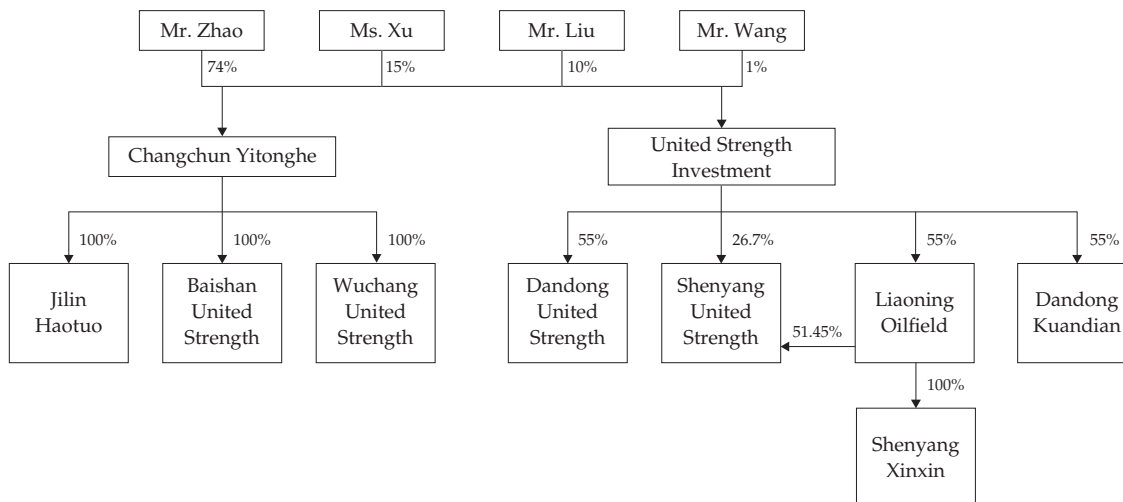 Mr. Zhao
Ms. Xu
Mr. Liu
Mr. Wang
74%
15%
10%
1%
Changchun Yitonghe
United Strength
Investment
100%
100%
100%
55%
26.7%
55%
55%
Jilin
Haotuo
Baishan
United
Strength
Wuchang
United
Strength
Dandong
United
Strength
Shenyang
United
Strength
Liaoning
Oilfield
Dandong
Kuandian
51.45%
100%
Shenyang
Xinxin